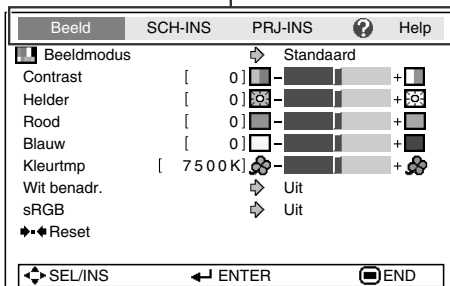 Beeld SCH-INS PRJ-INS ? Help
Beeldmodus Standaard
Contrast [ 0] - +
Helder [ 0] - +
Rood [ 0] - +
Blauw [ 0] - +
Kleurtmp [ 7500K] - +
Wit benadr. Uit
sRGB Uit
Reset
SEL/INS ENTER END